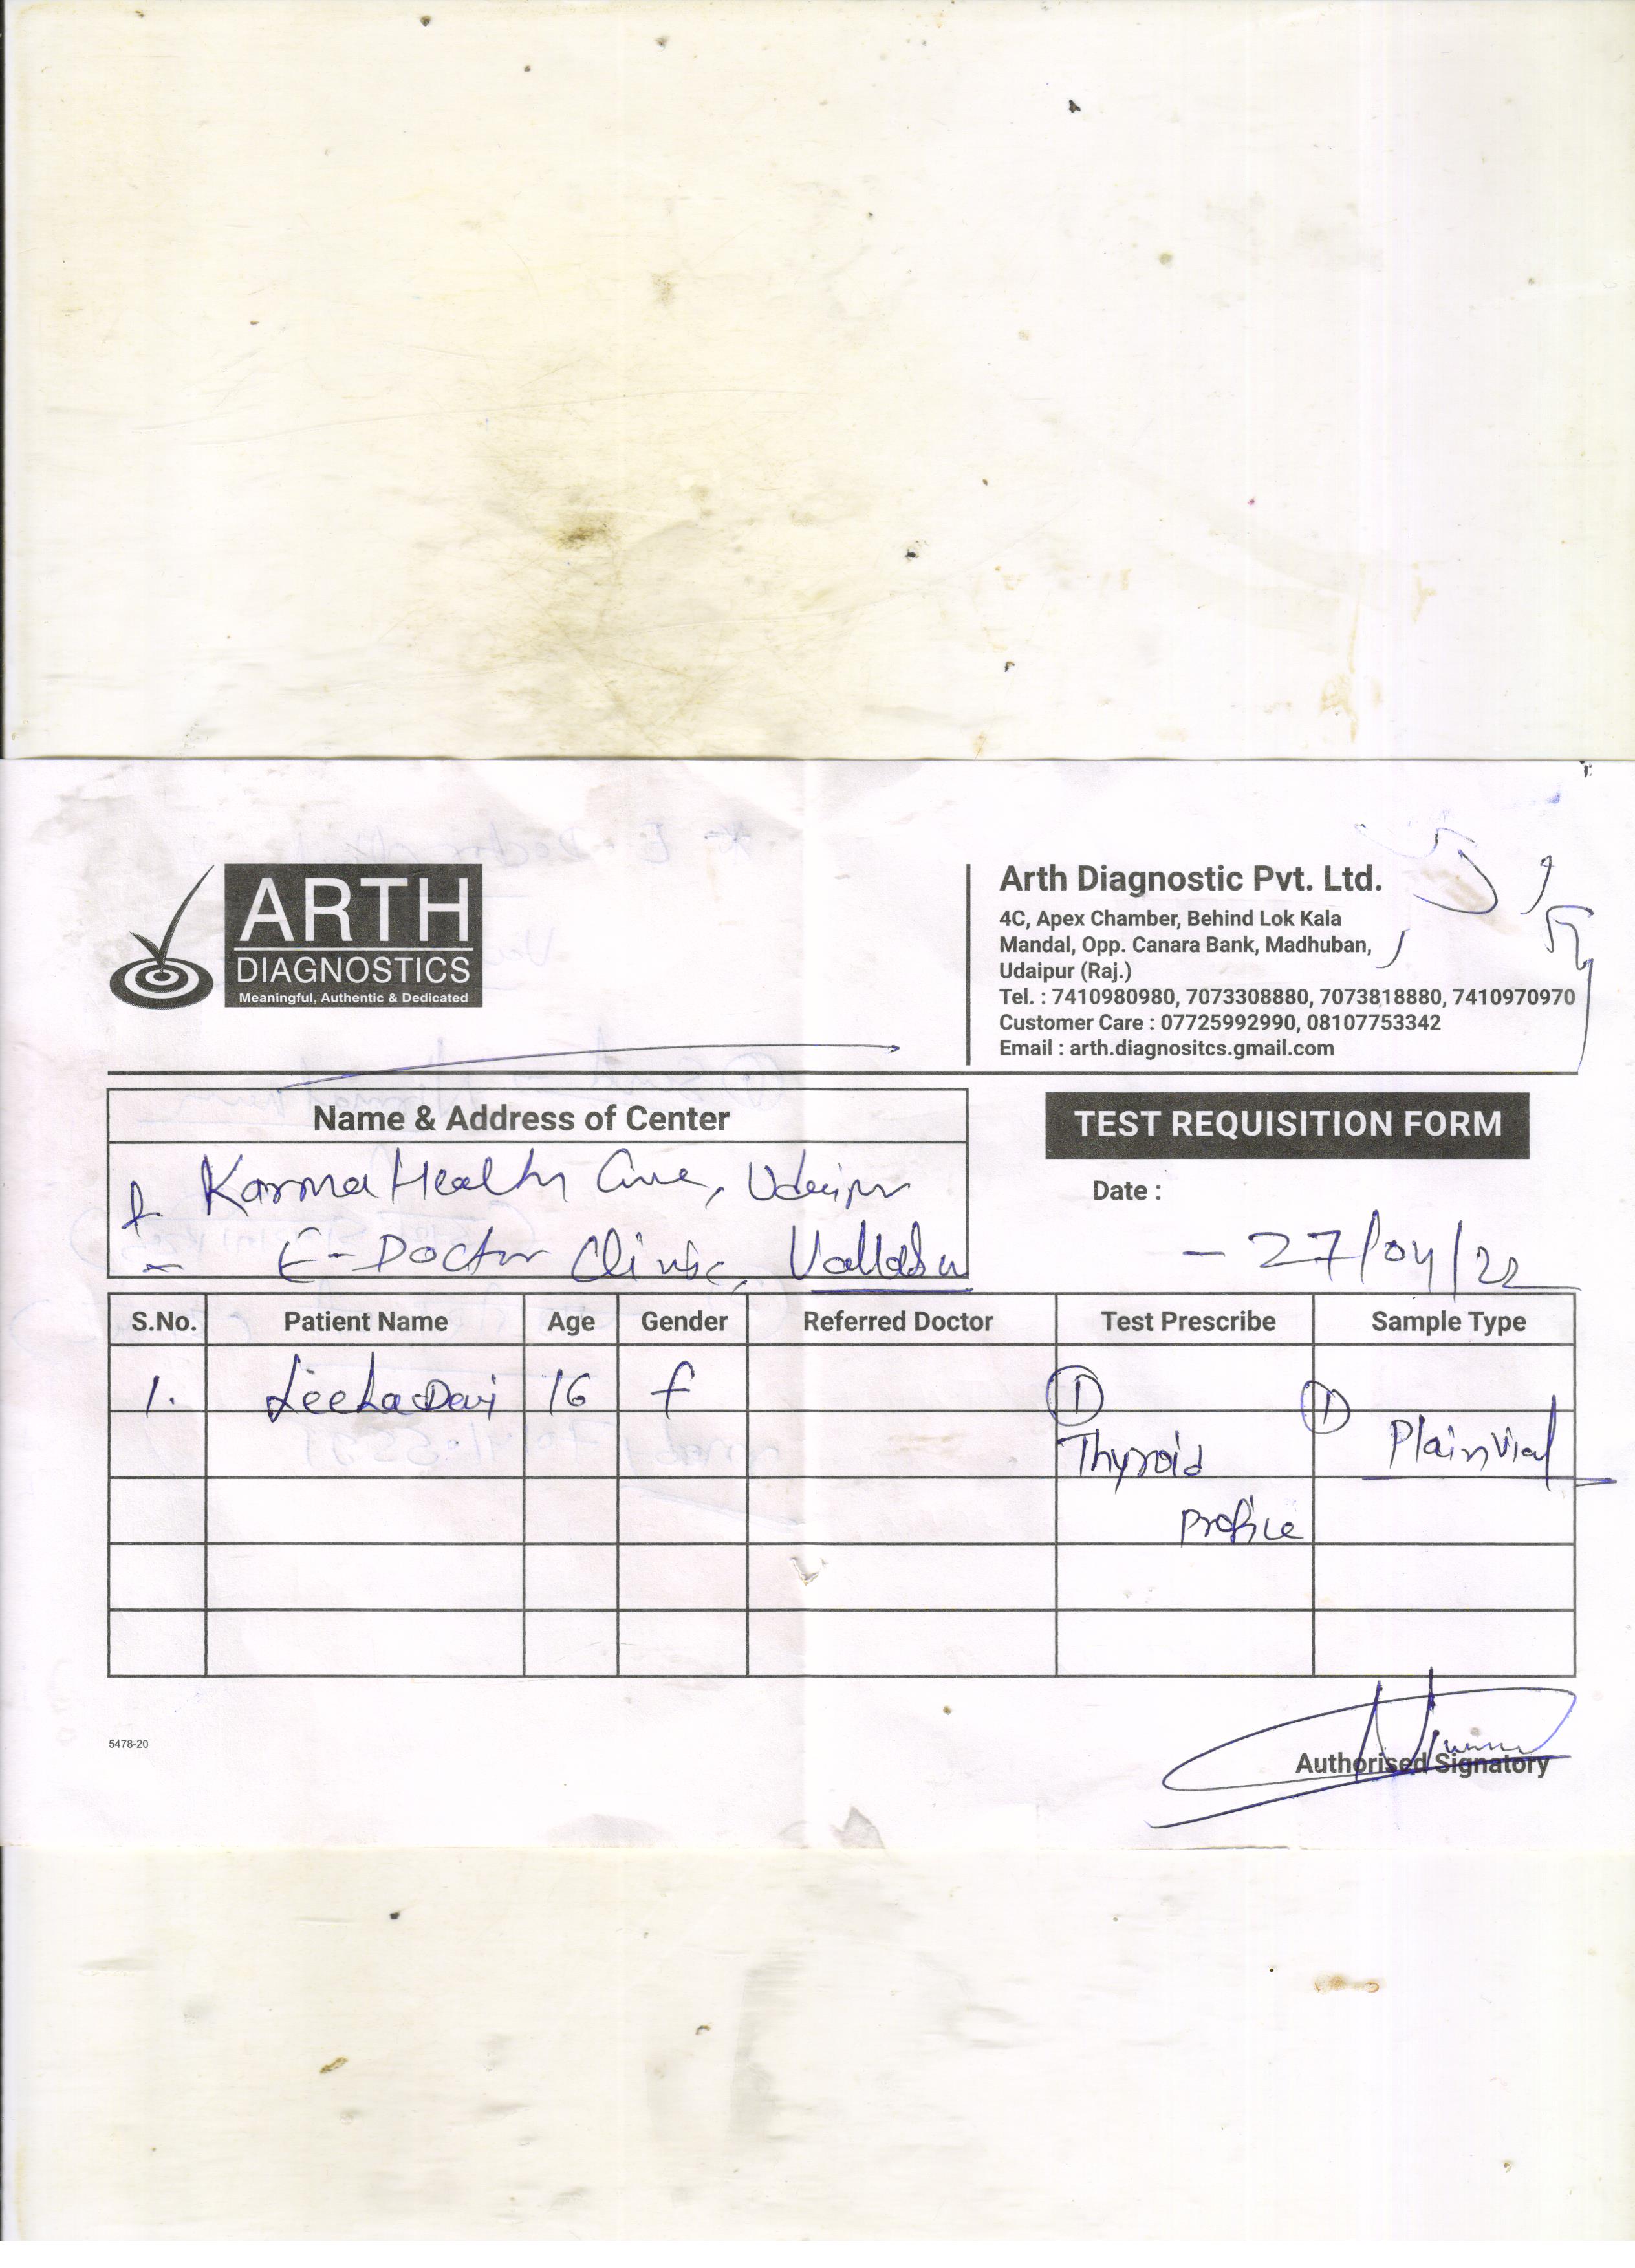 ARTH
DIAGNOSTICS
Meaningful, Authentic & Dedicated
Arth Diagnostic Pvt. Ltd.
4C, Apex Chamber, Behind Lok Kala
Mandal, Opp. Canara Bank, Madhuban,
Udaipur (Raj.)
Tel. : 7410980980, 7073308880, 7073818880, 7410970970
Customer Care : 07725992990, 08107753342
Email : arth.diagnositcs.gmail.com
Name & Address of Center
Karma Health Care, Udaipur
E-Doctor Clinic,
TEST REQUISITION FORM
Date :
- 27/04/22
S.No. Patient Name Age Gender Referred Doctor Test Prescribe Sample Type
1. Leela Devi 16 f ① ①
Thyroid Plain Vial
Profile
5478-20
Authorised Signatory